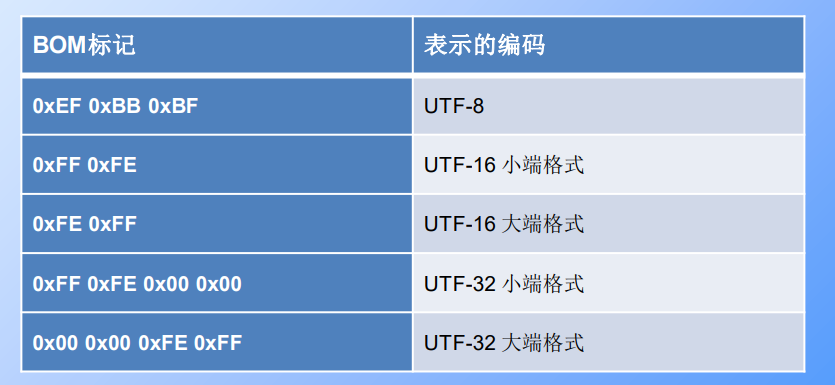 BOM标记 表示的编码
0xEF 0xBB 0xBF UTF-8
0xFF 0xFE UTF-16 小端格式
0xFE 0xFF UTF-16 大端格式
0xFF 0xFE 0x00 0x00 UTF-32 小端格式
0x00 0x00 0xFE 0xFF UTF-32 大端格式